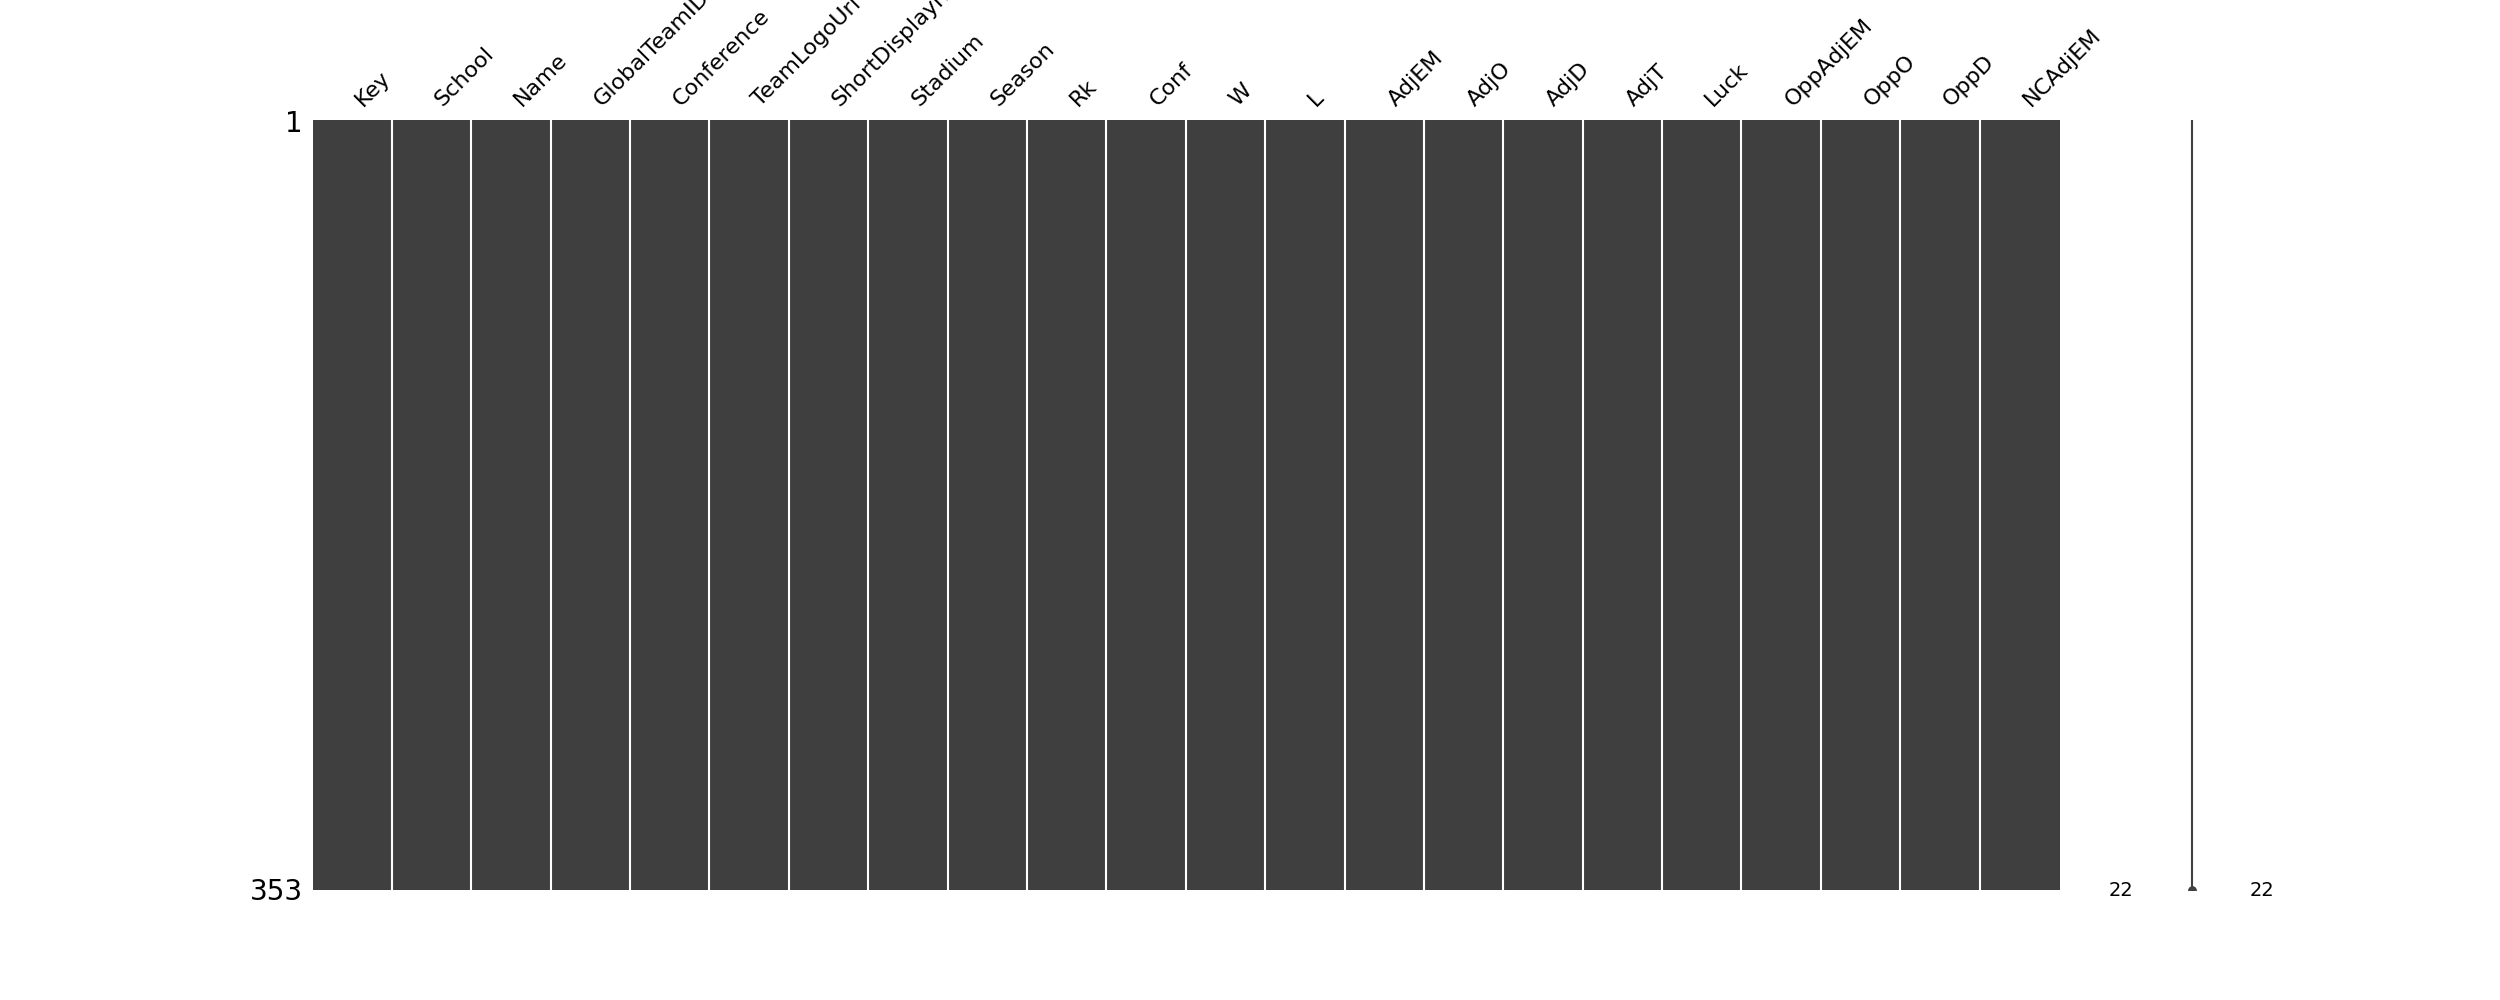 Key
School
Name
GlobalTeamID
Conference
TeamLogoUrl
Stadium
Season
Rk
Conf
W
L
AdjEM
AdjO
AdjD
AdjT
Luck
OppAdjEM
OppO
OppD
NCAdjEM
1
353
22
22